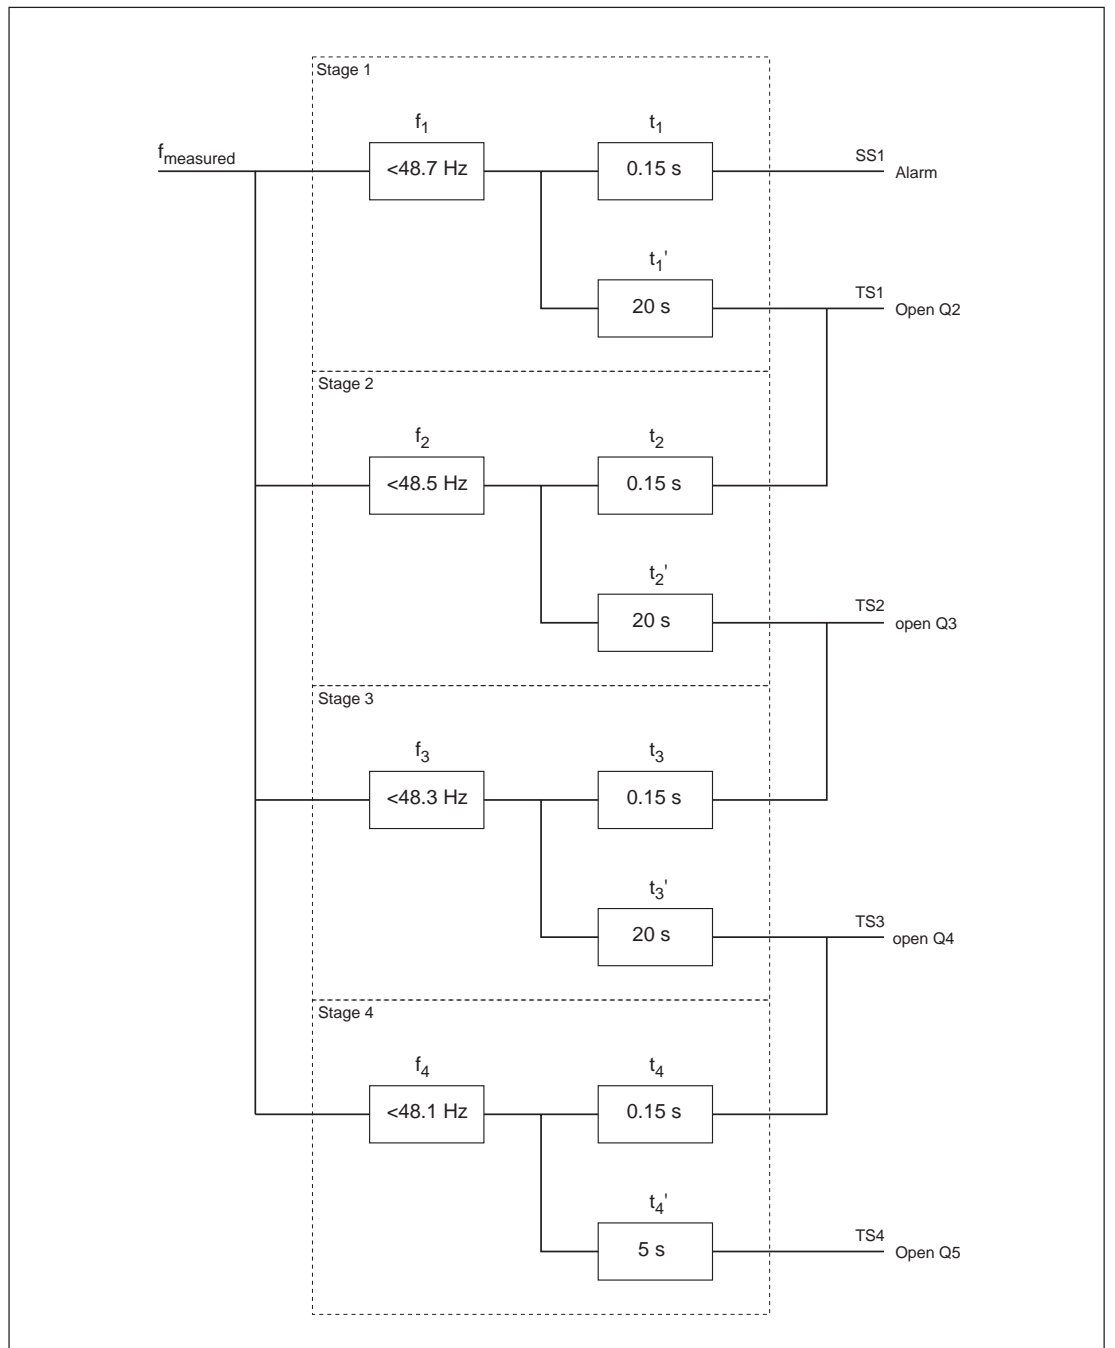 Stage 1
f1
t1
fmeasured
<48.7 Hz
0.15 s
SS1
Alarm
t1'
20 s
TS1
Open Q2
Stage 2
f2
t2
<48.5 Hz
0.15 s
t2'
20 s
TS2
open Q3
Stage 3
f3
t3
<48.3 Hz
0.15 s
t3'
20 s
TS3
open Q4
Stage 4
f4
t4
<48.1 Hz
0.15 s
t4'
5 s
TS4
Open Q5